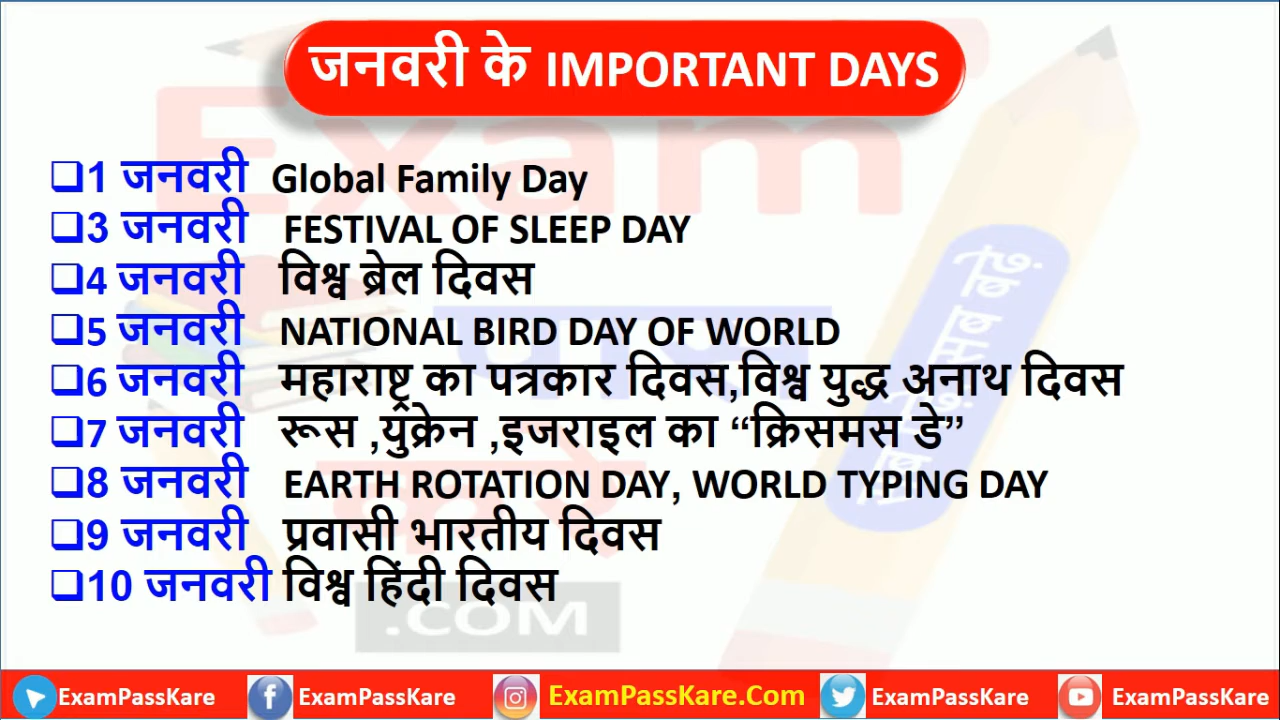 जनवरी के IMPORTANT DAYS
❑1 जनवरी Global Family Day
❑3 जनवरी FESTIVAL OF SLEEP DAY
❑4 जनवरी विश्व ब्रेल दिवस
❑5 जनवरी NATIONAL BIRD DAY OF WORLD
❑6 जनवरी महाराष्ट्र का पत्रकार दिवस,विश्व युद्ध अनाथ दिवस
❑7 जनवरी रूस ,युक्रेन ,इजराइल का “क्रिसमस डे”
❑8 जनवरी EARTH ROTATION DAY, WORLD TYPING DAY
❑9 जनवरी प्रवासी भारतीय दिवस
❑10 जनवरी विश्व हिंदी दिवस
Exam
पास
करे
.COM
ExamPassKare ExamPassKare ExamPassKare.Com ExamPassKare ExamPassKare